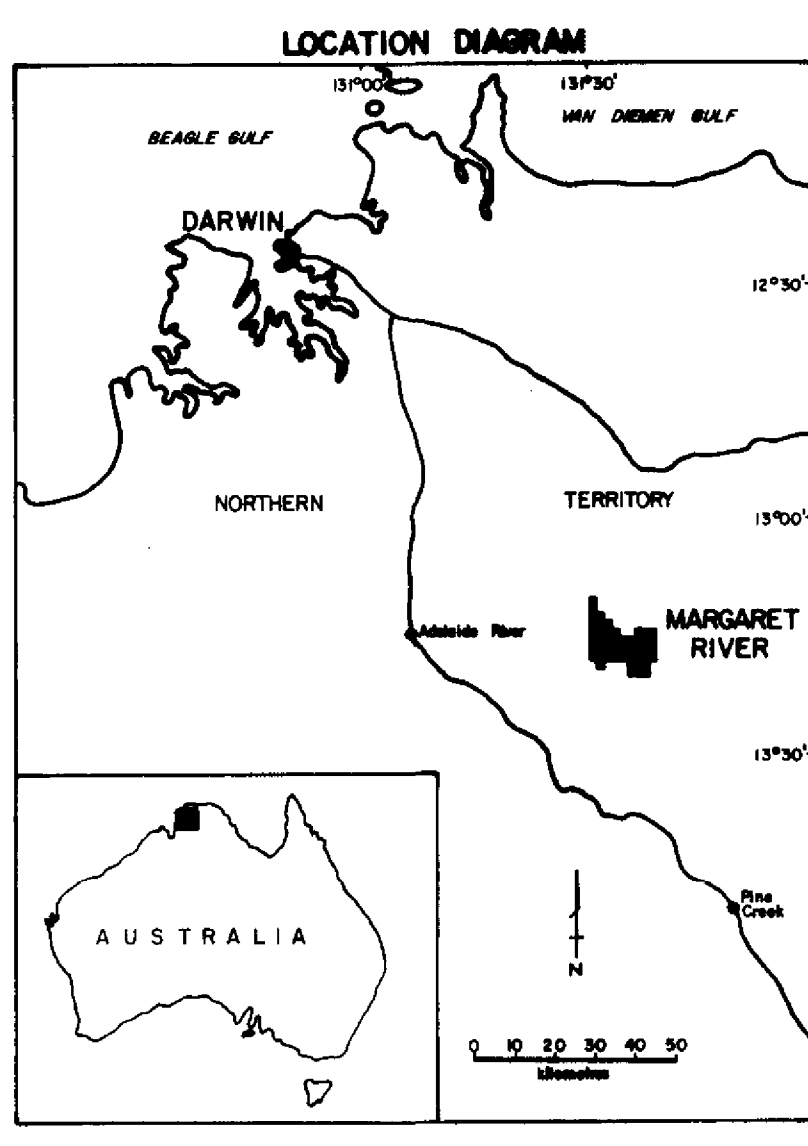 LOCATION DIAGRAM
131°00'
131°30'
BEAGLE GULF
VAN DIEMEN GULF
DARWIN
12°30'
NORTHERN
TERRITORY
13°00'
Adelaide River
MARGARET
RIVER
13°30'
AUSTRALIA
Pine
Creek
N
0 10 20 30 40 50
kilometres